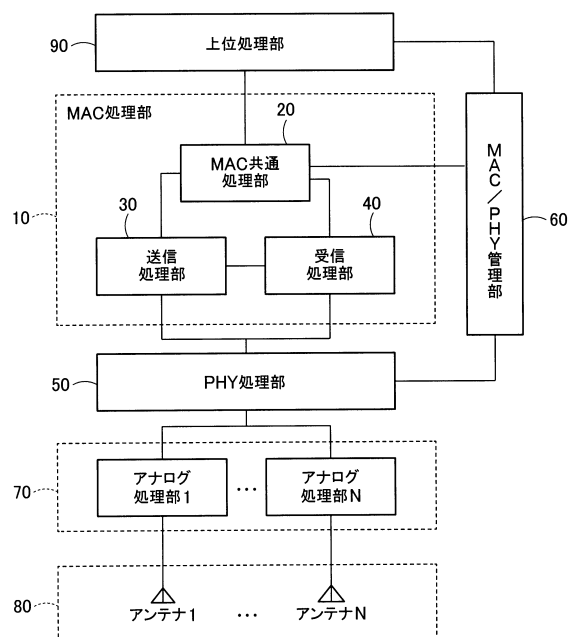 90
上位処理部
MAC処理部
20
MAC共通
処理部
10
30
送信
処理部
40
受信
処理部
MAC/PHY管理部
60
50
PHY処理部
70
アナログ
処理部1
…
アナログ
処理部N
80
アンテナ1
…
アンテナN